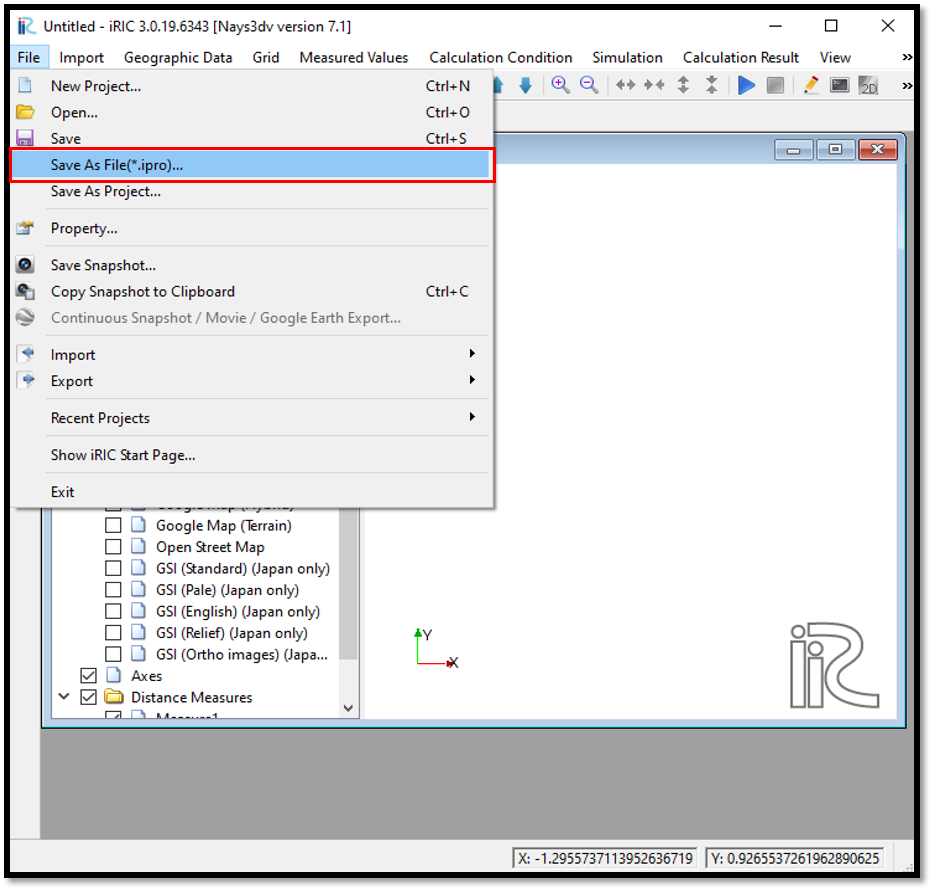 Untitled - iRIC 3.0.19.6343 [Nays3dv version 7.1]
File Import Geographic Data Grid Measured Values Calculation Condition Simulation Calculation Result View »
New Project... Ctrl+N
Open... Ctrl+O
Save Ctrl+S
Save As File(*.ipro)...
Save As Project...
Property...
Save Snapshot...
Copy Snapshot to Clipboard Ctrl+C
Continuous Snapshot / Movie / Google Earth Export...
Import
Export
Recent Projects
Show iRIC Start Page...
Exit
2D »
Google Map (Hybrid)
Google Map (Terrain)
Open Street Map
GSI (Standard) (Japan only)
GSI (Pale) (Japan only)
GSI (English) (Japan only)
GSI (Relief) (Japan only)
GSI (Ortho images) (Japa...
Axes
Distance Measures
Measure1
Y
X
iRIC
X: -1.2955737113952636719 Y: 0.9265537261962890625